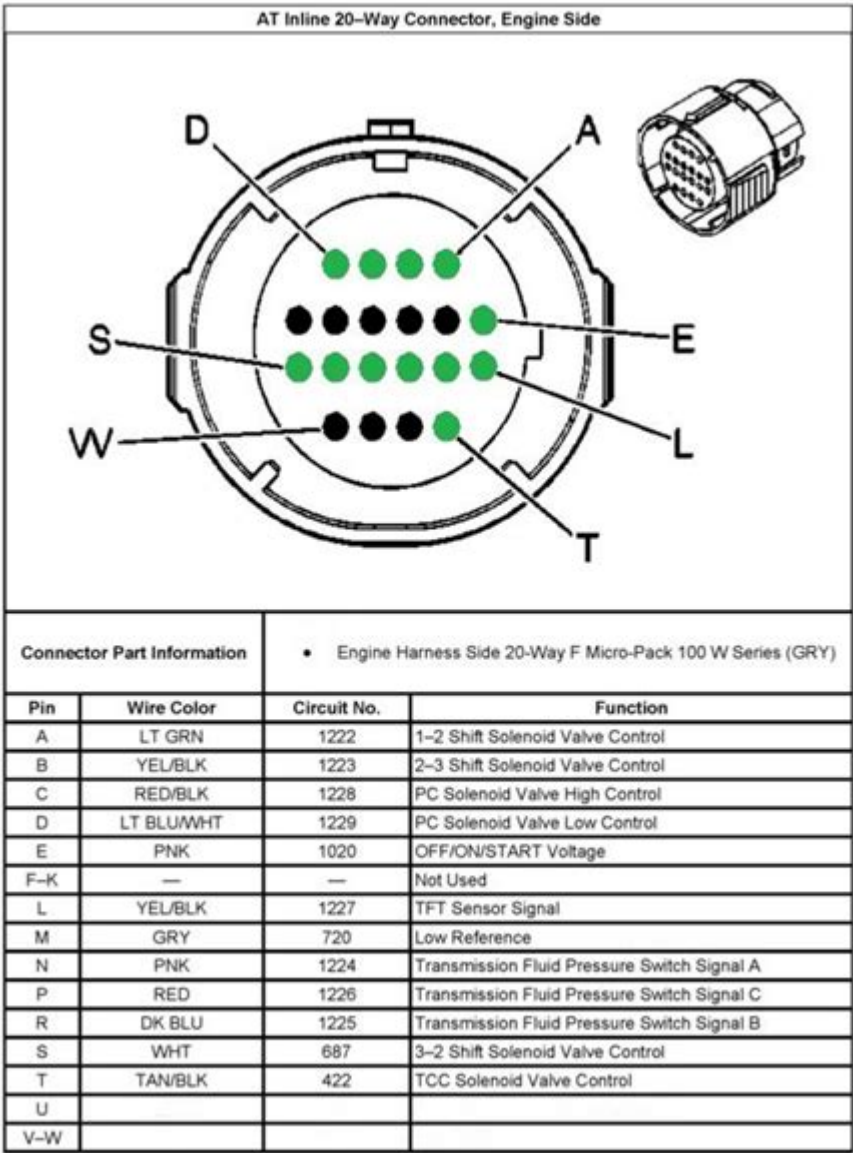 AT Inline 20–Way Connector, Engine Side
D
A
S
E
W
L
T
Connector Part Information
• Engine Harness Side 20-Way F Micro-Pack 100 W Series (GRY)
Pin Wire Color Circuit No. Function
A LT GRN 1222 1–2 Shift Solenoid Valve Control
B YEL/BLK 1223 2–3 Shift Solenoid Valve Control
C RED/BLK 1228 PC Solenoid Valve High Control
D LT BLU/WHT 1229 PC Solenoid Valve Low Control
E PNK 1020 OFF/ON/START Voltage
F–K — — Not Used
L YEL/BLK 1227 TFT Sensor Signal
M GRY 720 Low Reference
N PNK 1224 Transmission Fluid Pressure Switch Signal A
P RED 1226 Transmission Fluid Pressure Switch Signal C
R DK BLU 1225 Transmission Fluid Pressure Switch Signal B
S WHT 687 3–2 Shift Solenoid Valve Control
T TAN/BLK 422 TCC Solenoid Valve Control
U
V–W